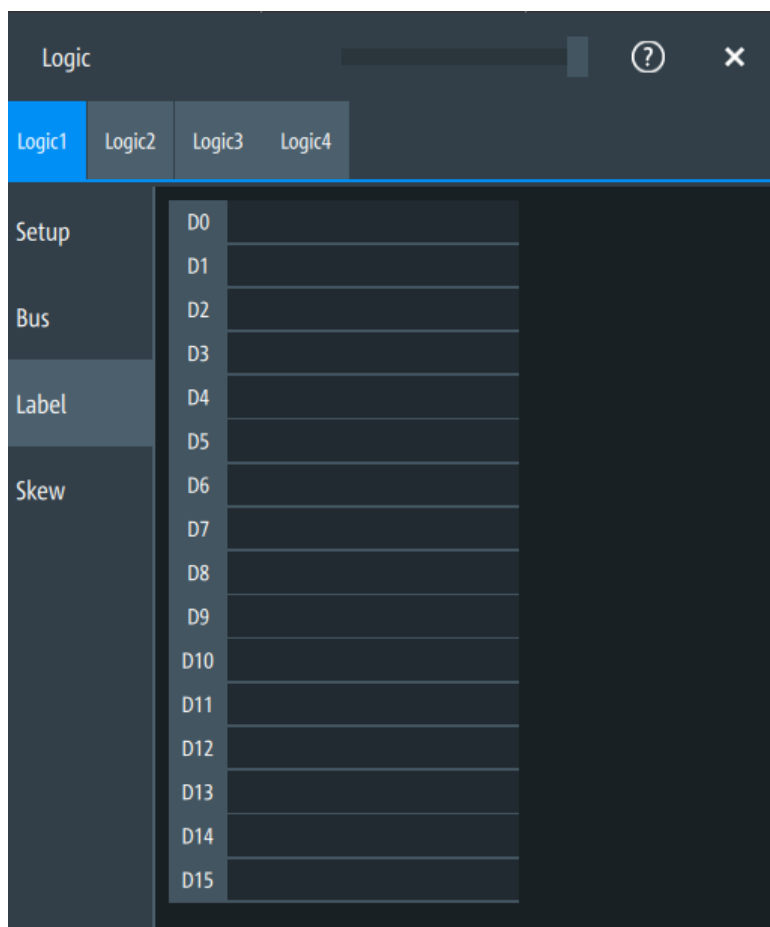 Logic
Logic1 Logic2 Logic3 Logic4
Setup
Bus
Label
Skew
D0
D1
D2
D3
D4
D5
D6
D7
D8
D9
D10
D11
D12
D13
D14
D15